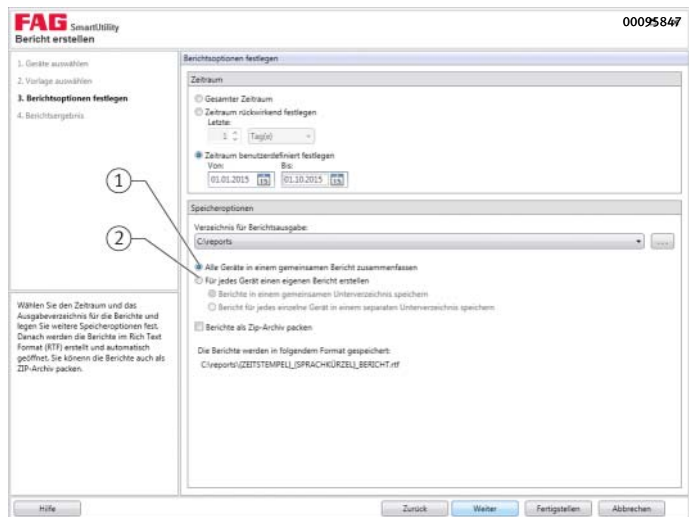 FAG SmartUtility
00095847
Bericht erstellen
1. Geräte auswählen
2. Vorlage auswählen
3. Berichtsoptionen festlegen
4. Berichtsergebnis
Wählen Sie den Zeitraum und das
Ausgabeverzeichnis für die Berichte und
legen Sie weitere Speicheroptionen fest.
Danach werden die Berichte im Rich Text
Format (RTF) erstellt und automatisch
geöffnet. Sie können die Berichte auch als
ZIP-Archiv packen.
Berichtsoptionen festlegen
Zeitraum
Gesamter Zeitraum
Zeitraum rückwirkend festlegen
Letzte:
1 Tag(e)
Zeitraum benutzerdefiniert festlegen
Von: Bis:
01.01.2015 15 01.10.2015 15
1
2
Speicheroptionen
Verzeichnis für Berichtsausgabe:
C:\reports ...
Alle Geräte in einem gemeinsamen Bericht zusammenfassen
Für jedes Gerät einen eigenen Bericht erstellen
Berichte in einem gemeinsamen Unterverzeichnis speichern
Bericht für jedes einzelne Gerät in einem separaten Unterverzeichnis speichern
Berichte als Zip-Archiv packen
Die Berichte werden in folgendem Format gespeichert:
C:\reports\(ZEITSTEMPEL)_(SPRACHKÜRZEL)_BERICHT.rtf
Hilfe Zurück Weiter Fertigstellen Abbrechen